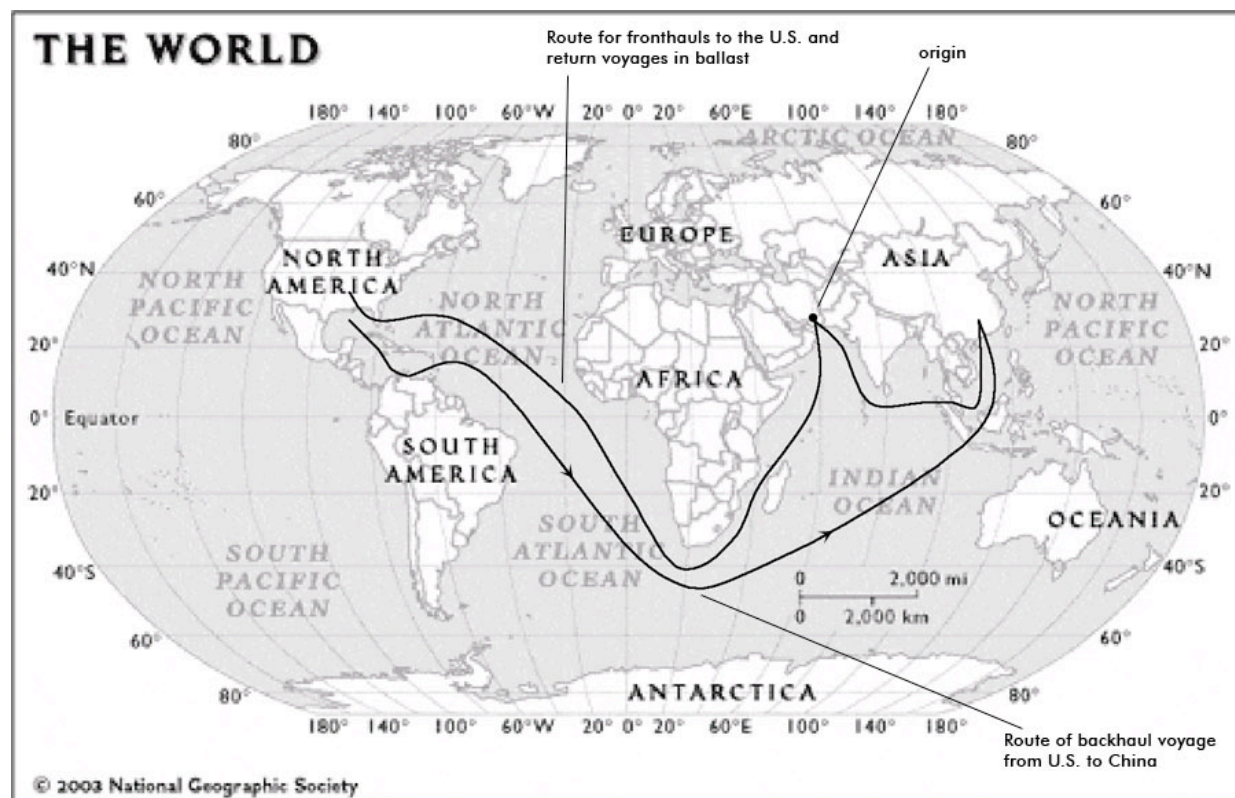 THE WORLD
Route for fronthauls to the U.S. and
return voyages in ballast
origin
180° 140° 100° 60°W 20° 0° 20° 60°E 100° 140° 180°
ARCTIC OCEAN
80° 80°
60° 60°
EUROPE
ASIA
NORTH
AMERICA
40°N 40°N
NORTH
PACIFIC
OCEAN
NORTH
ATLANTIC
OCEAN
NORTH
PACIFIC
OCEAN
20° 20°
AFRICA
0° Equator 0°
SOUTH
AMERICA
INDIAN
OCEAN
20° 20°
OCEANIA
SOUTH
ATLANTIC
OCEAN
SOUTH
PACIFIC
OCEAN
40°S 40°S
0 2,000 mi
0 2,000 km
60° 60°
80° 80°
ANTARCTICA
180° 140° 100° 60°W 20° 0° 20° 60°E 100° 140° 180°
Route of backhaul voyage
from U.S. to China
© 2003 National Geographic Society